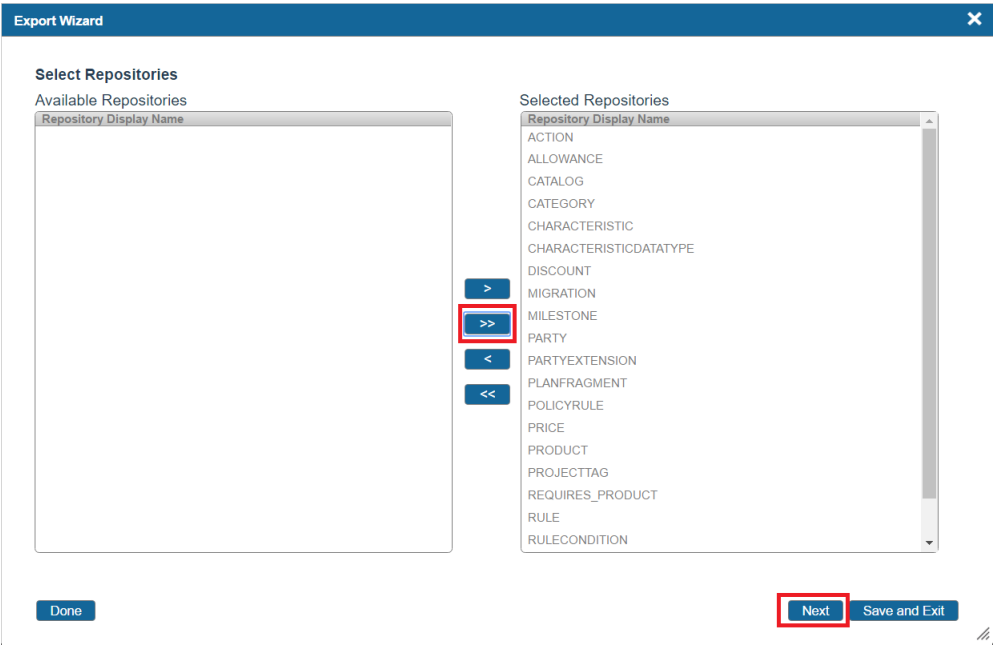 Export Wizard
Select Repositories
Available Repositories
Repository Display Name
Selected Repositories
Repository Display Name
ACTION
ALLOWANCE
CATALOG
CATEGORY
CHARACTERISTIC
CHARACTERISTICDATATYPE
DISCOUNT
MIGRATION
MILESTONE
PARTY
PARTYEXTENSION
PLANFRAGMENT
POLICYRULE
PRICE
PRODUCT
PROJECTTAG
REQUIRES_PRODUCT
RULE
RULECONDITION
>
>>
<
<<
Done
Next
Save and Exit